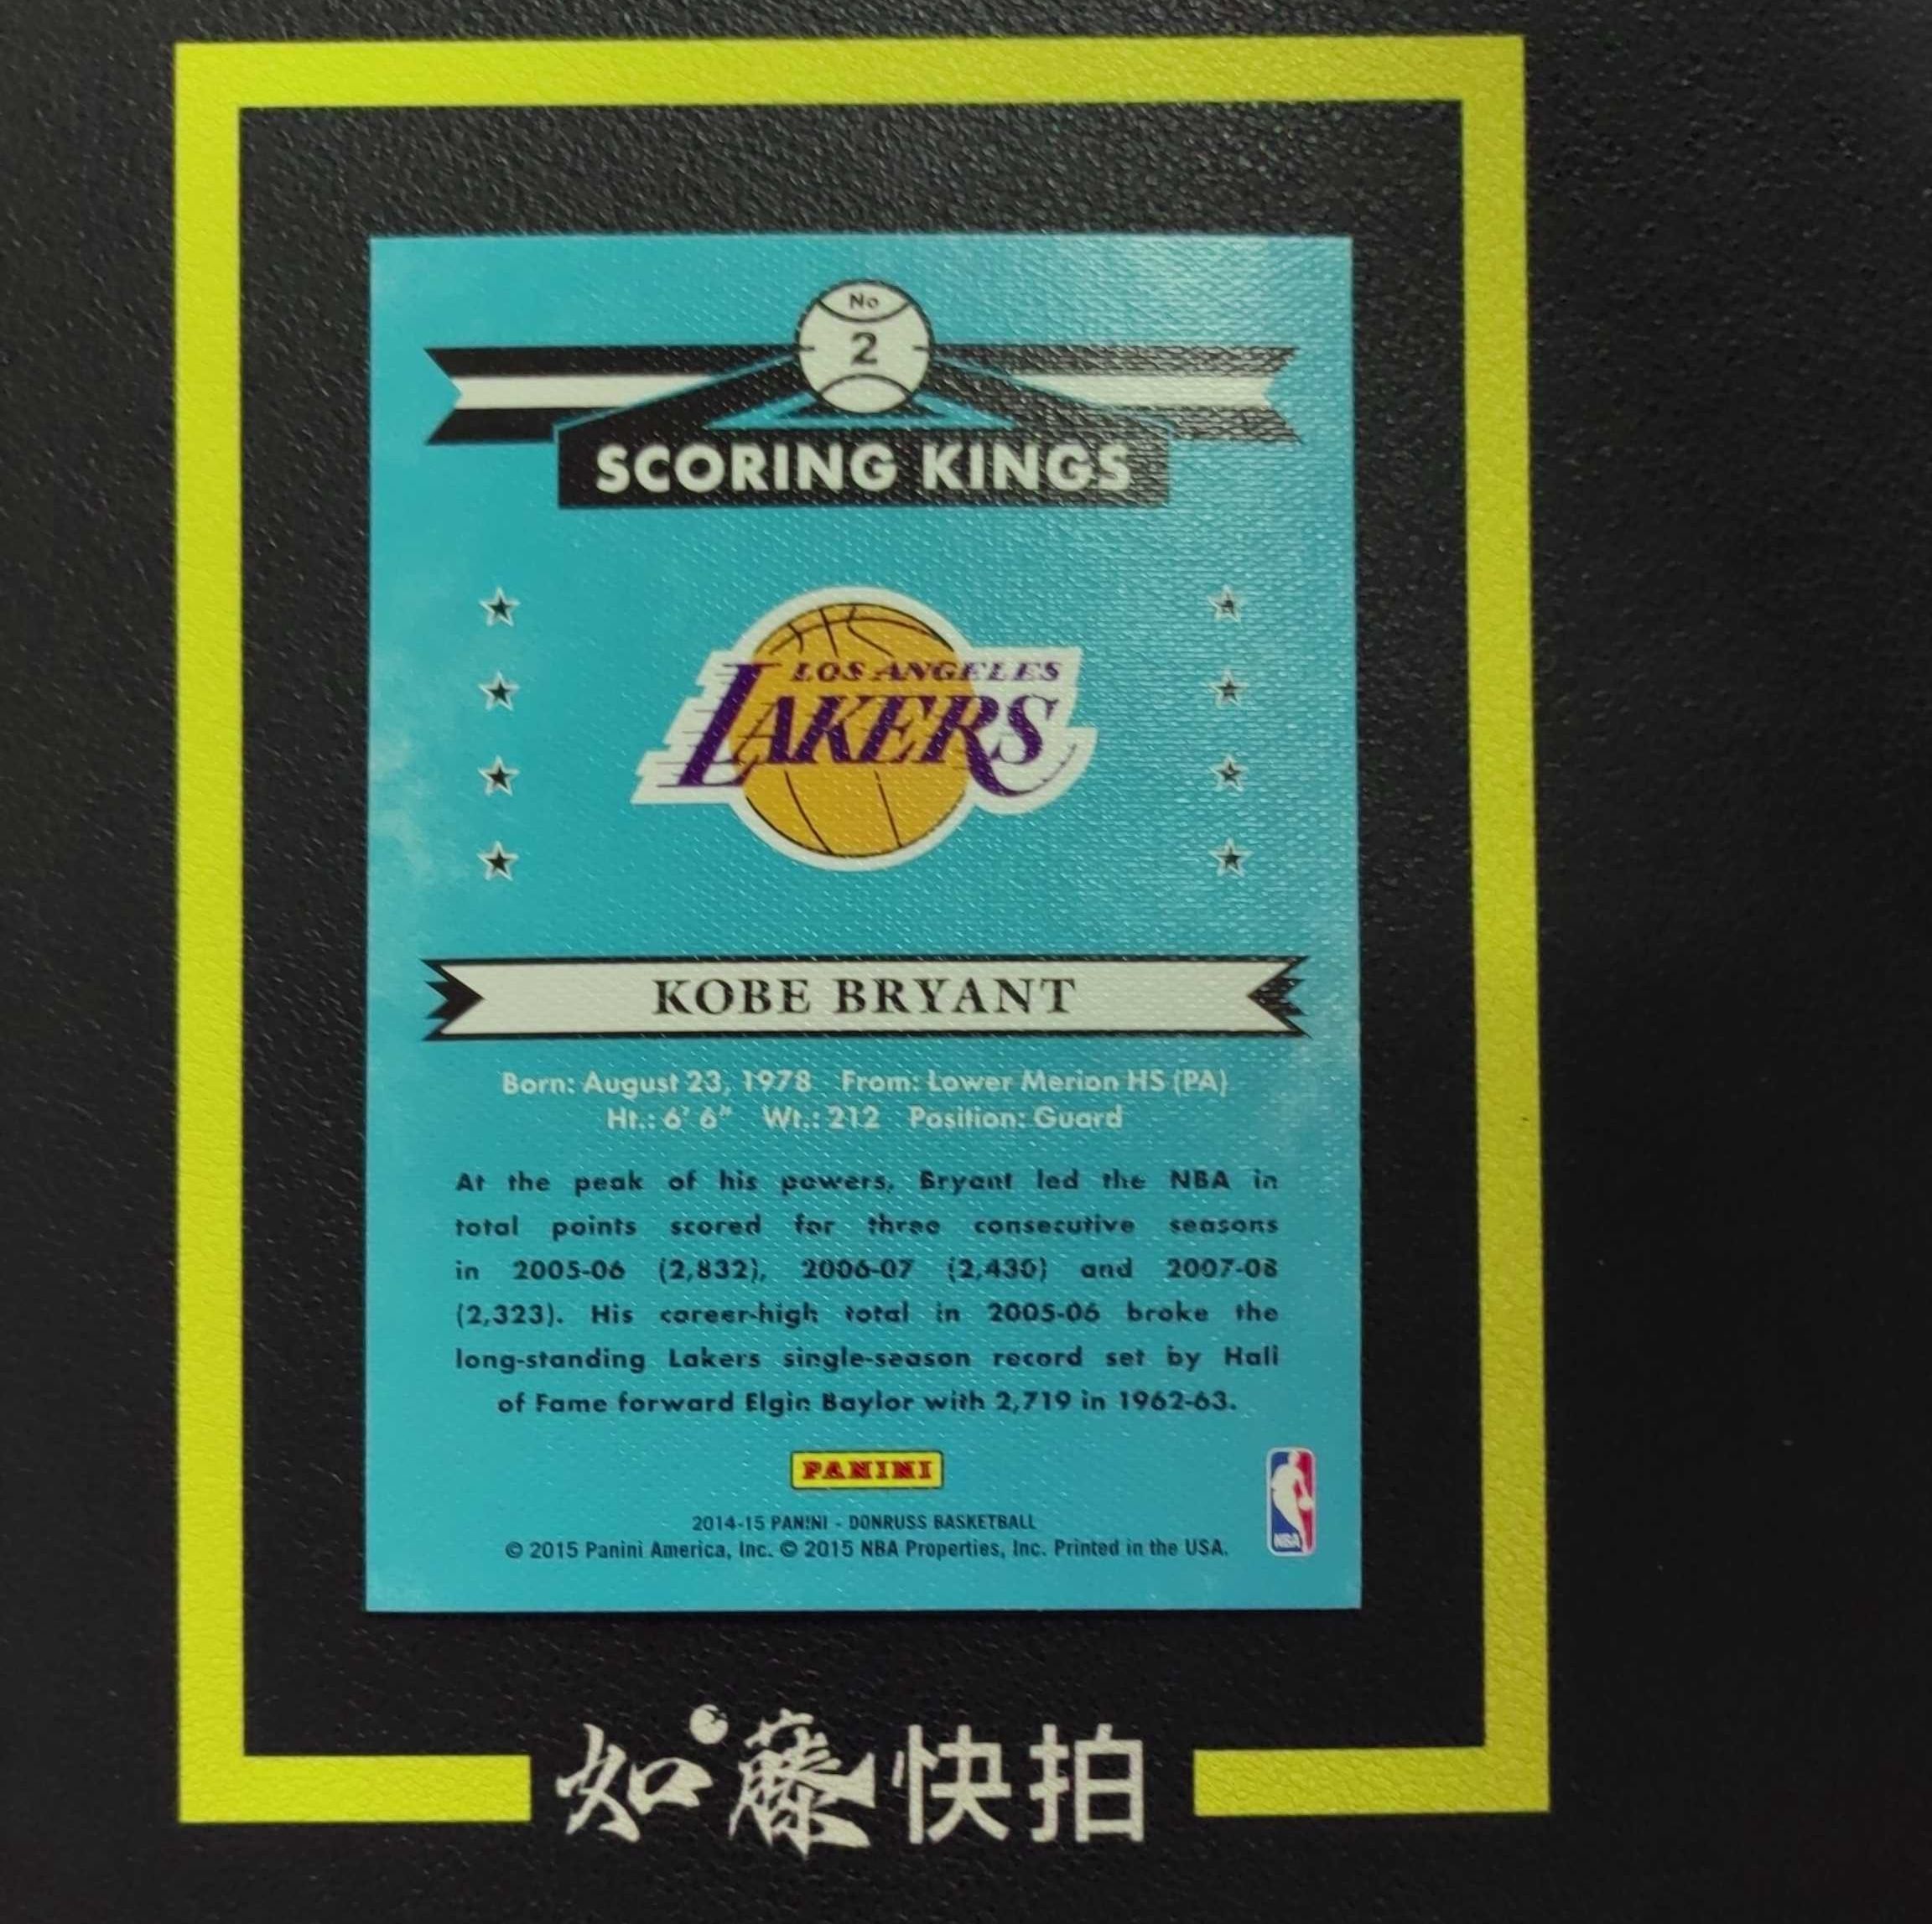 No
2
SCORING KINGS
LOS ANGELES
LAKERS
KOBE BRYANT
Born: August 23, 1978 From: Lower Merion HS (PA)
Ht.: 6' 6" Wt.: 212 Position: Guard
At the peak of his powers, Bryant led the NBA in
total points scored for three consecutive seasons
in 2005-06 (2,832), 2006-07 (2,430) and 2007-08
(2,323). His career-high total in 2005-06 broke the
long-standing Lakers single-season record set by Hall
of Fame forward Elgin Baylor with 2,719 in 1962-63.
PANINI
NBA
2014-15 PANINI - DONRUSS BASKETBALL
© 2015 Panini America, Inc. © 2015 NBA Properties, Inc. Printed in the USA.
如藤快拍